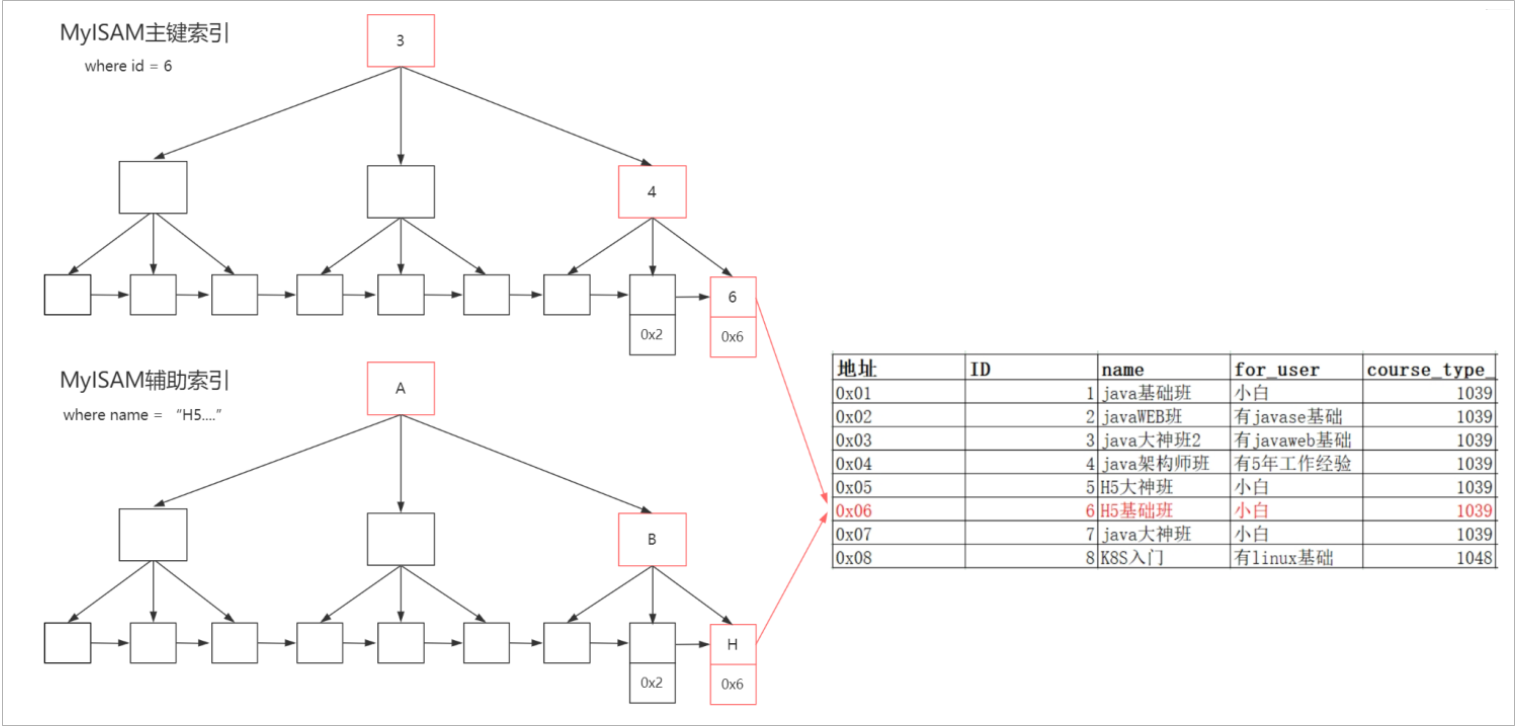 MyISAM主键索引
where id = 6
3
4
6
0x2
0x6
MyISAM辅助索引
where name = “H5....”
A
B
H
0x2
0x6
地址 ID name for_user course_type_
0x01 1 java基础班 小白 1039
0x02 2 javaWEB班 有javase基础 1039
0x03 3 java大神班2 有javaweb基础 1039
0x04 4 java架构师班 有5年工作经验 1039
0x05 5 H5大神班 小白 1039
0x06 6 H5基础班 小白 1039
0x07 7 java大神班 小白 1039
0x08 8 K8S入门 有linux基础 1048